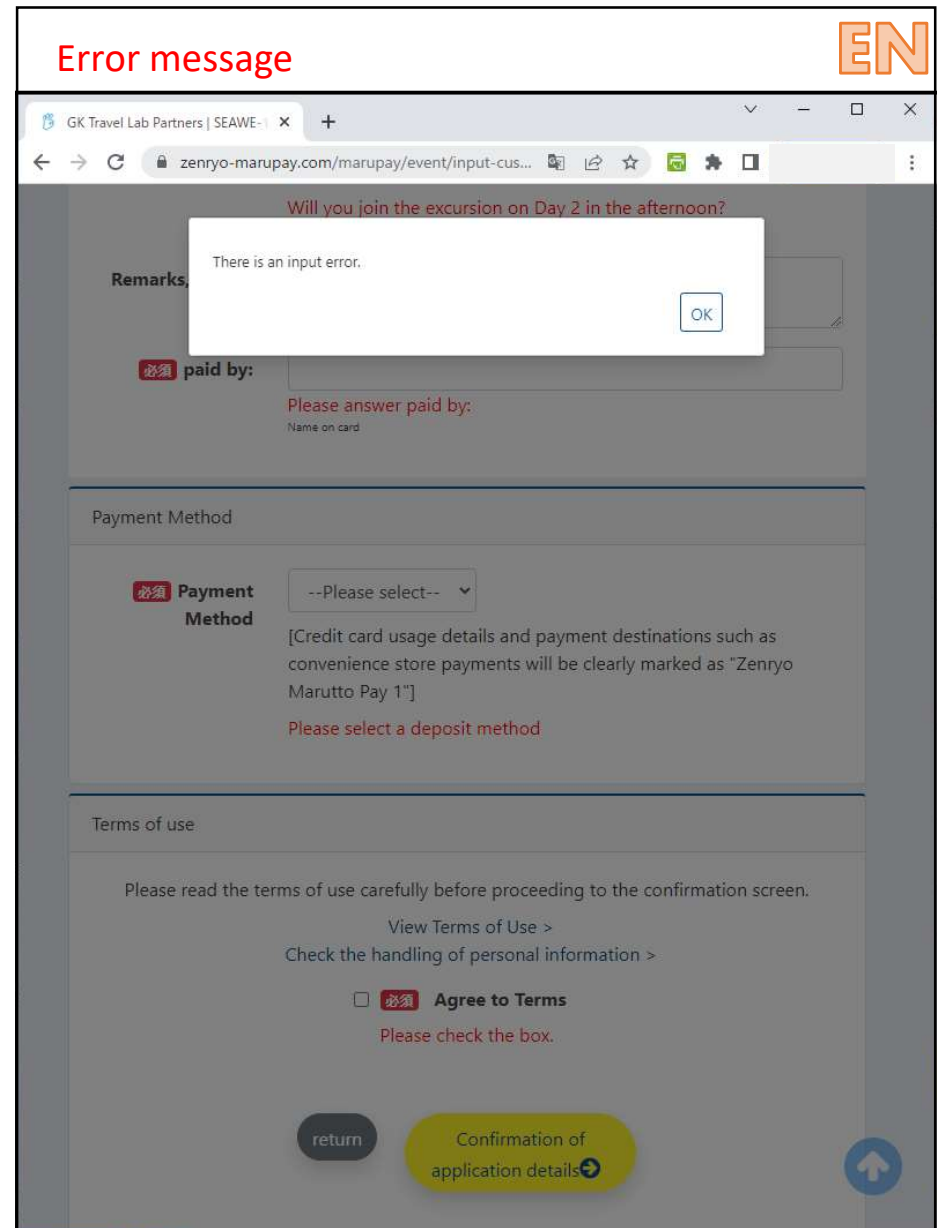 Error message
EN
GK Travel Lab Partners | SEAWE-
zenryo-marupay.com/marupay/event/input-cus...
Will you join the excursion on Day 2 in the afternoon?
There is an input error.
Remarks,
OK
必須 paid by:
Please answer paid by:
Name on card
Payment Method
必須 Payment
Method
--Please select--
[Credit card usage details and payment destinations such as
convenience store payments will be clearly marked as "Zenryo
Marutto Pay 1"]
Please select a deposit method
Terms of use
Please read the terms of use carefully before proceeding to the confirmation screen.
View Terms of Use >
Check the handling of personal information >
必須 Agree to Terms
Please check the box.
return
Confirmation of
application details